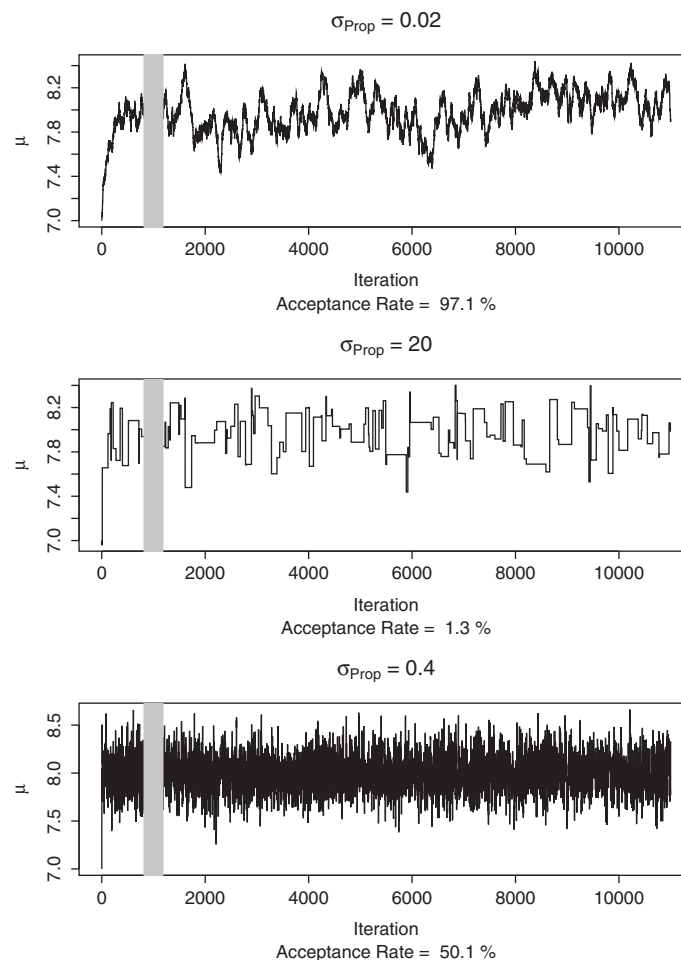 σProp = 0.02
8.2
7.8
7.4
7.0
μ
0 2000 4000 6000 8000 10000
Iteration
Acceptance Rate = 97.1 %
σProp = 20
8.2
7.8
7.4
7.0
μ
0 2000 4000 6000 8000 10000
Iteration
Acceptance Rate = 1.3 %
σProp = 0.4
8.5
8.0
7.5
7.0
μ
0 2000 4000 6000 8000 10000
Iteration
Acceptance Rate = 50.1 %